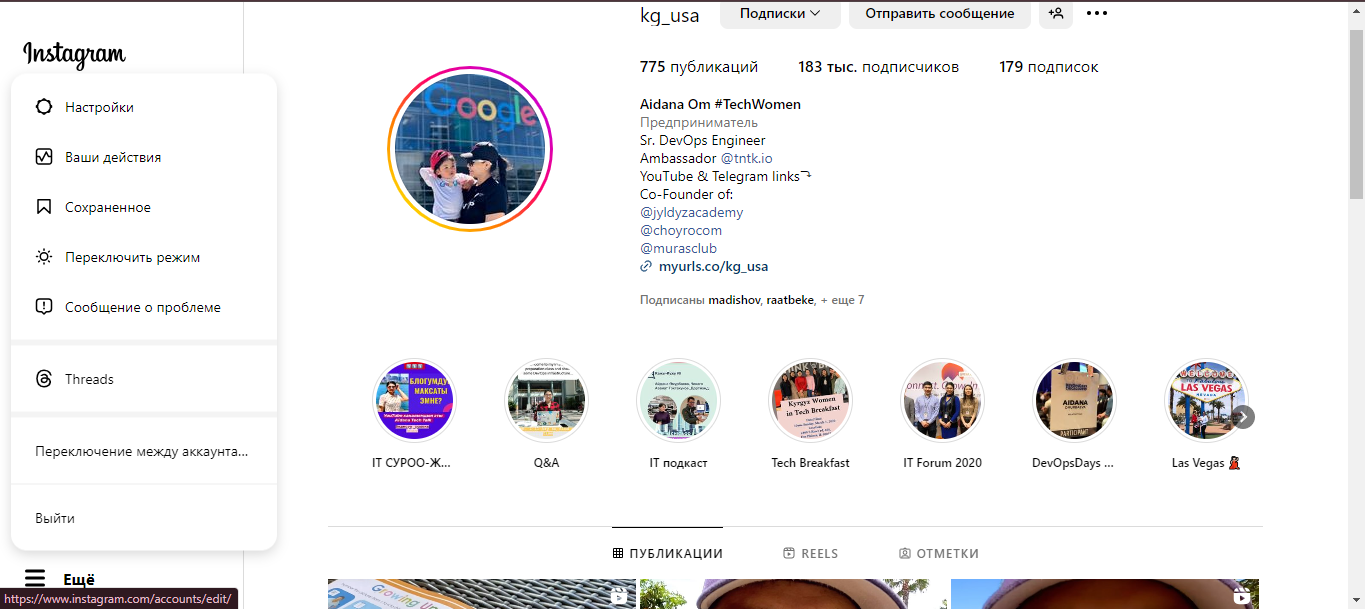 kg_usa
Подписки
Отправить сообщение
Instagram
Настройки
Ваши действия
Сохраненное
Переключить режим
Сообщение о проблеме
Threads
Переключение между аккаунта...
Выйти
Ещё
https://www.instagram.com/accounts/edit/
775 публикаций
183 тыс. подписчиков
179 подписок
Google
Aidana Om #TechWomen
Предприниматель
Sr. DevOps Engineer
Ambassador @tntk.io
YouTube & Telegram links
Co-Founder of:
@jyldyzacademy
@choyrocom
@murasclub
myurls.co/kg_usa
Подписаны madishov, raatbeke, + еще 7
БЛОГУМДУН
МАКСАТЫ
ЭМНЕ?
Kyrgyz Women
in Tech Breakfast
AIDANA
PARTICIPANT
WELCOME
LAS VEGAS
IT СУРОО-Ж...
Q&A
IT подкаст
Tech Breakfast
IT Forum 2020
DevOpsDays ...
Las Vegas
ПУБЛИКАЦИИ
REELS
ОТМЕТКИ
Growing Up